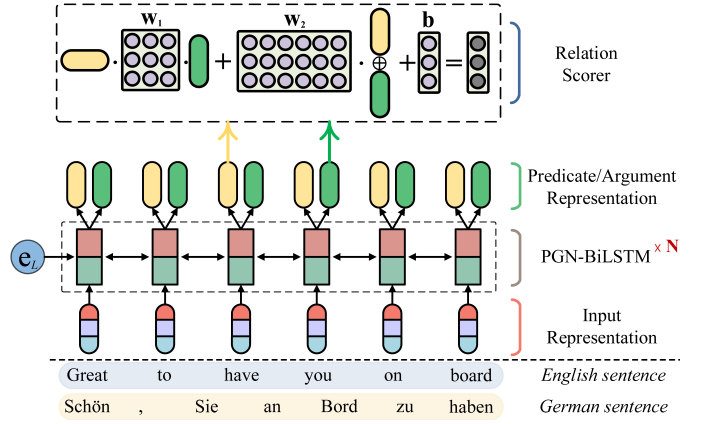 w₁ w₂ b
· · + · ⊕ + =
Relation
Scorer
Predicate/Argument
Representation
e_L
PGN-BiLSTM × N
Input
Representation
Great to have you on board English sentence
Schön , Sie an Bord zu haben German sentence